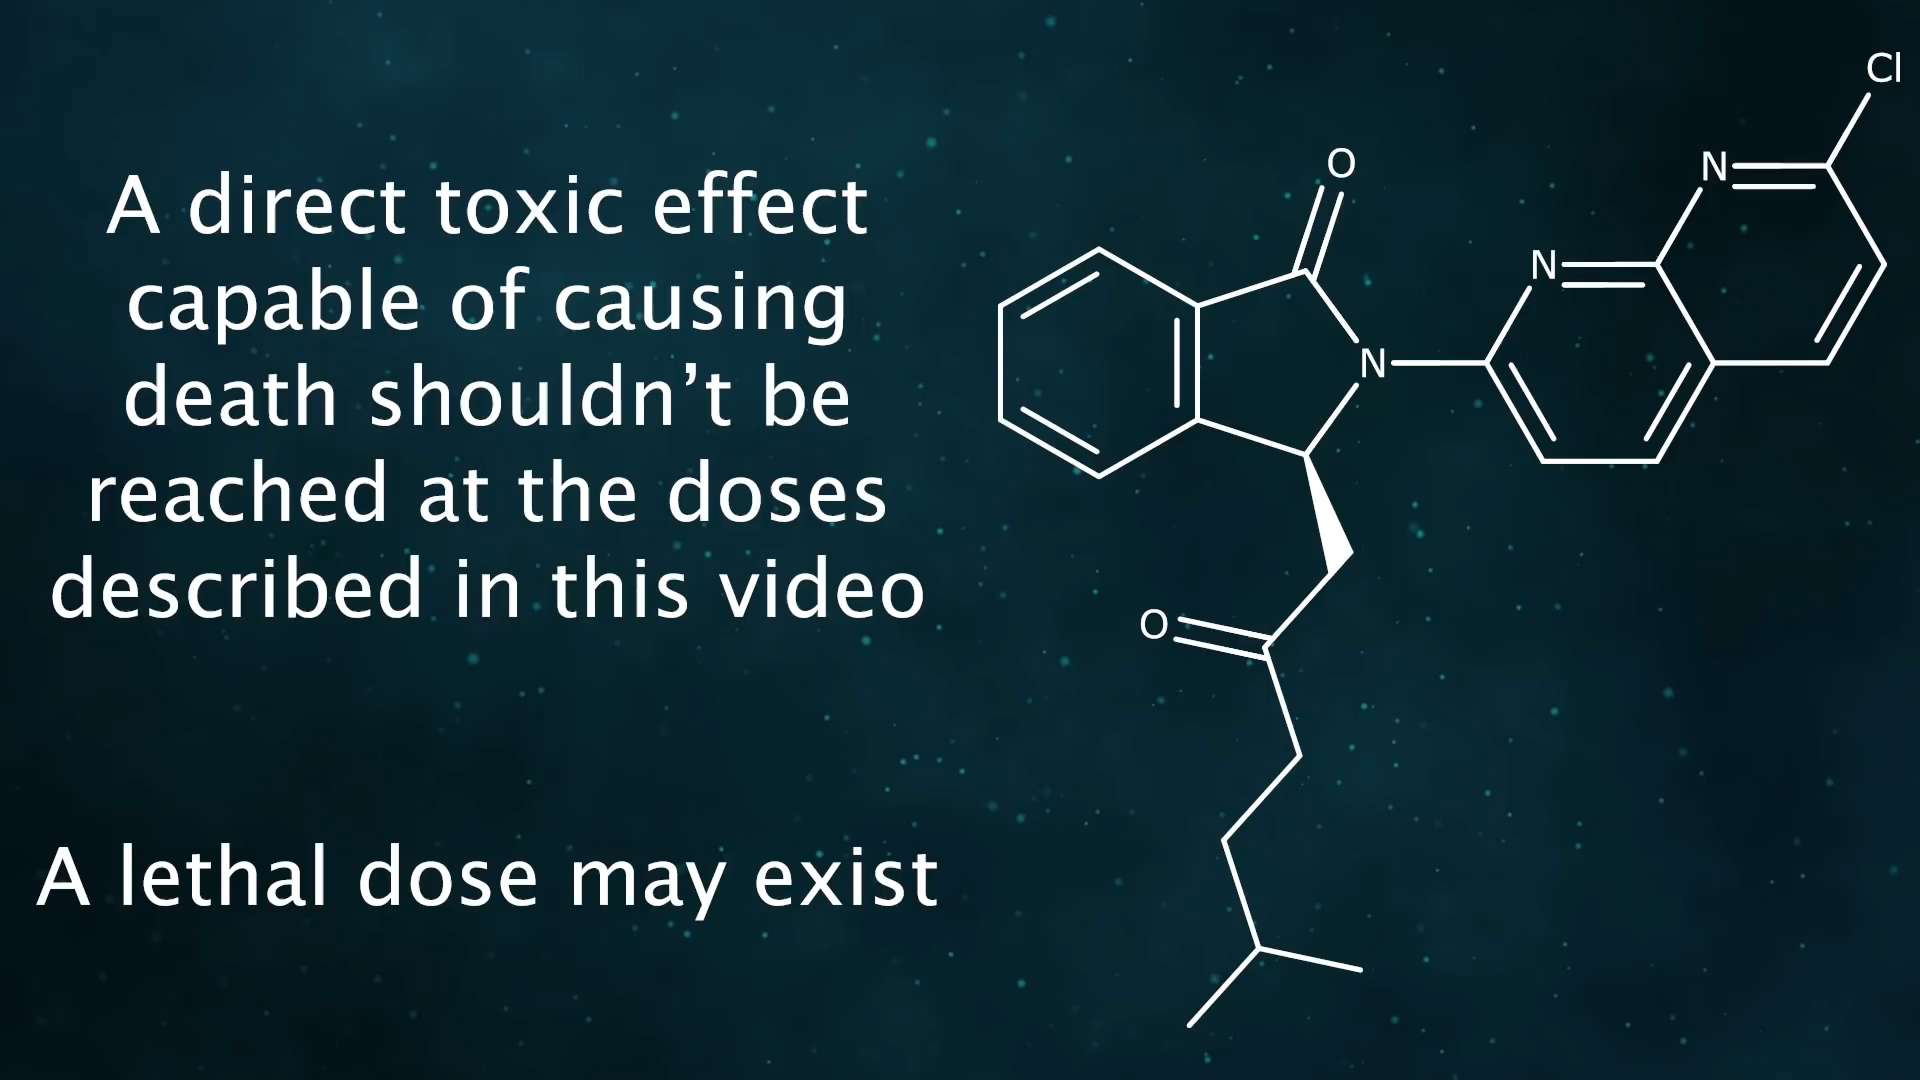 A direct toxic effect
capable of causing
death shouldn’t be
reached at the doses
described in this video
A lethal dose may exist
Cl
O
N
N
N
O